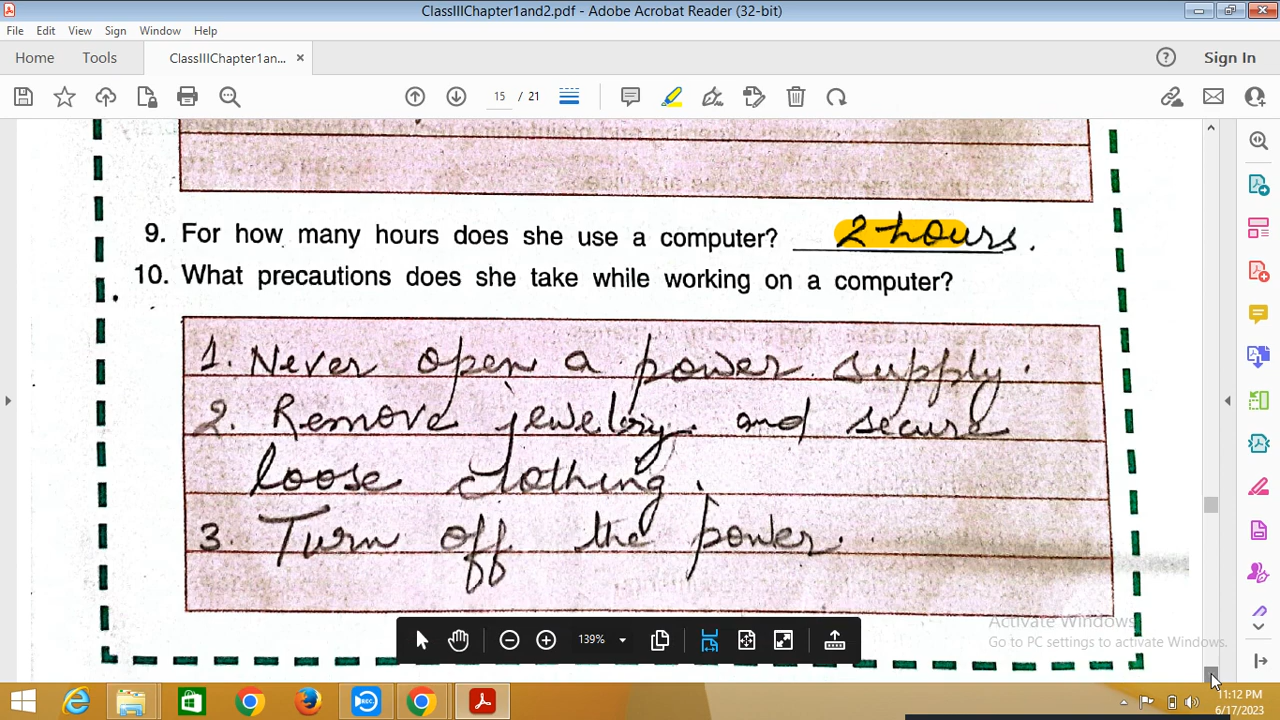 ClassIIIChapter1and2.pdf - Adobe Acrobat Reader (32-bit)
File Edit View Sign Window Help
Home Tools ClassIIIChapter1an... × Sign In
15 / 21
9. For how many hours does she use a computer? 2 hours.
10. What precautions does she take while working on a computer?
1. Never open a power supply.
2. Remove jewelry and secure
loose clothing.
3. Turn off the power.
139%
Activate Windows
Go to PC settings to activate Windows.
REC
11:12 PM
6/17/2023